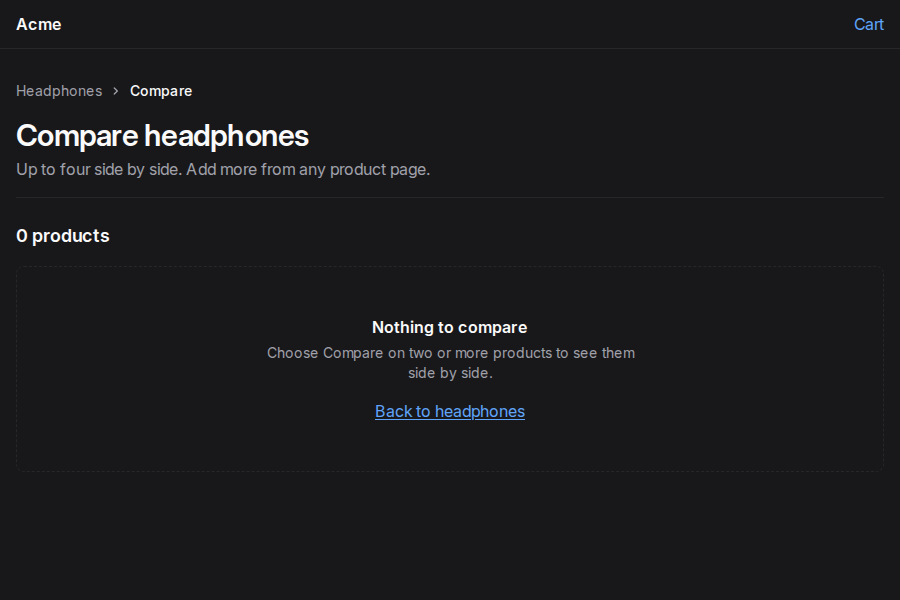 Acme
Cart
Headphones > Compare
Compare headphones
Up to four side by side. Add more from any product page.
0 products
Nothing to compare
Choose Compare on two or more products to see them
side by side.
Back to headphones